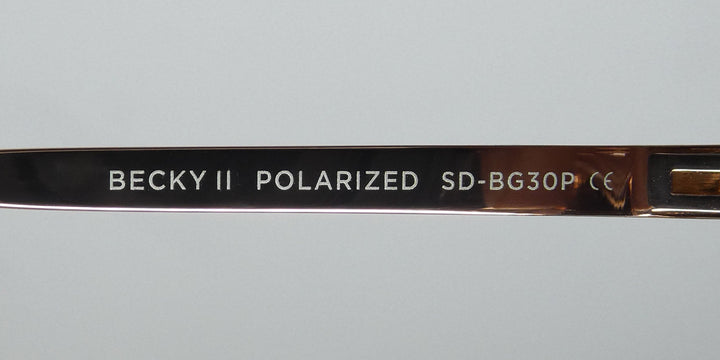 BECKY II POLARIZED SD-BG30P CE